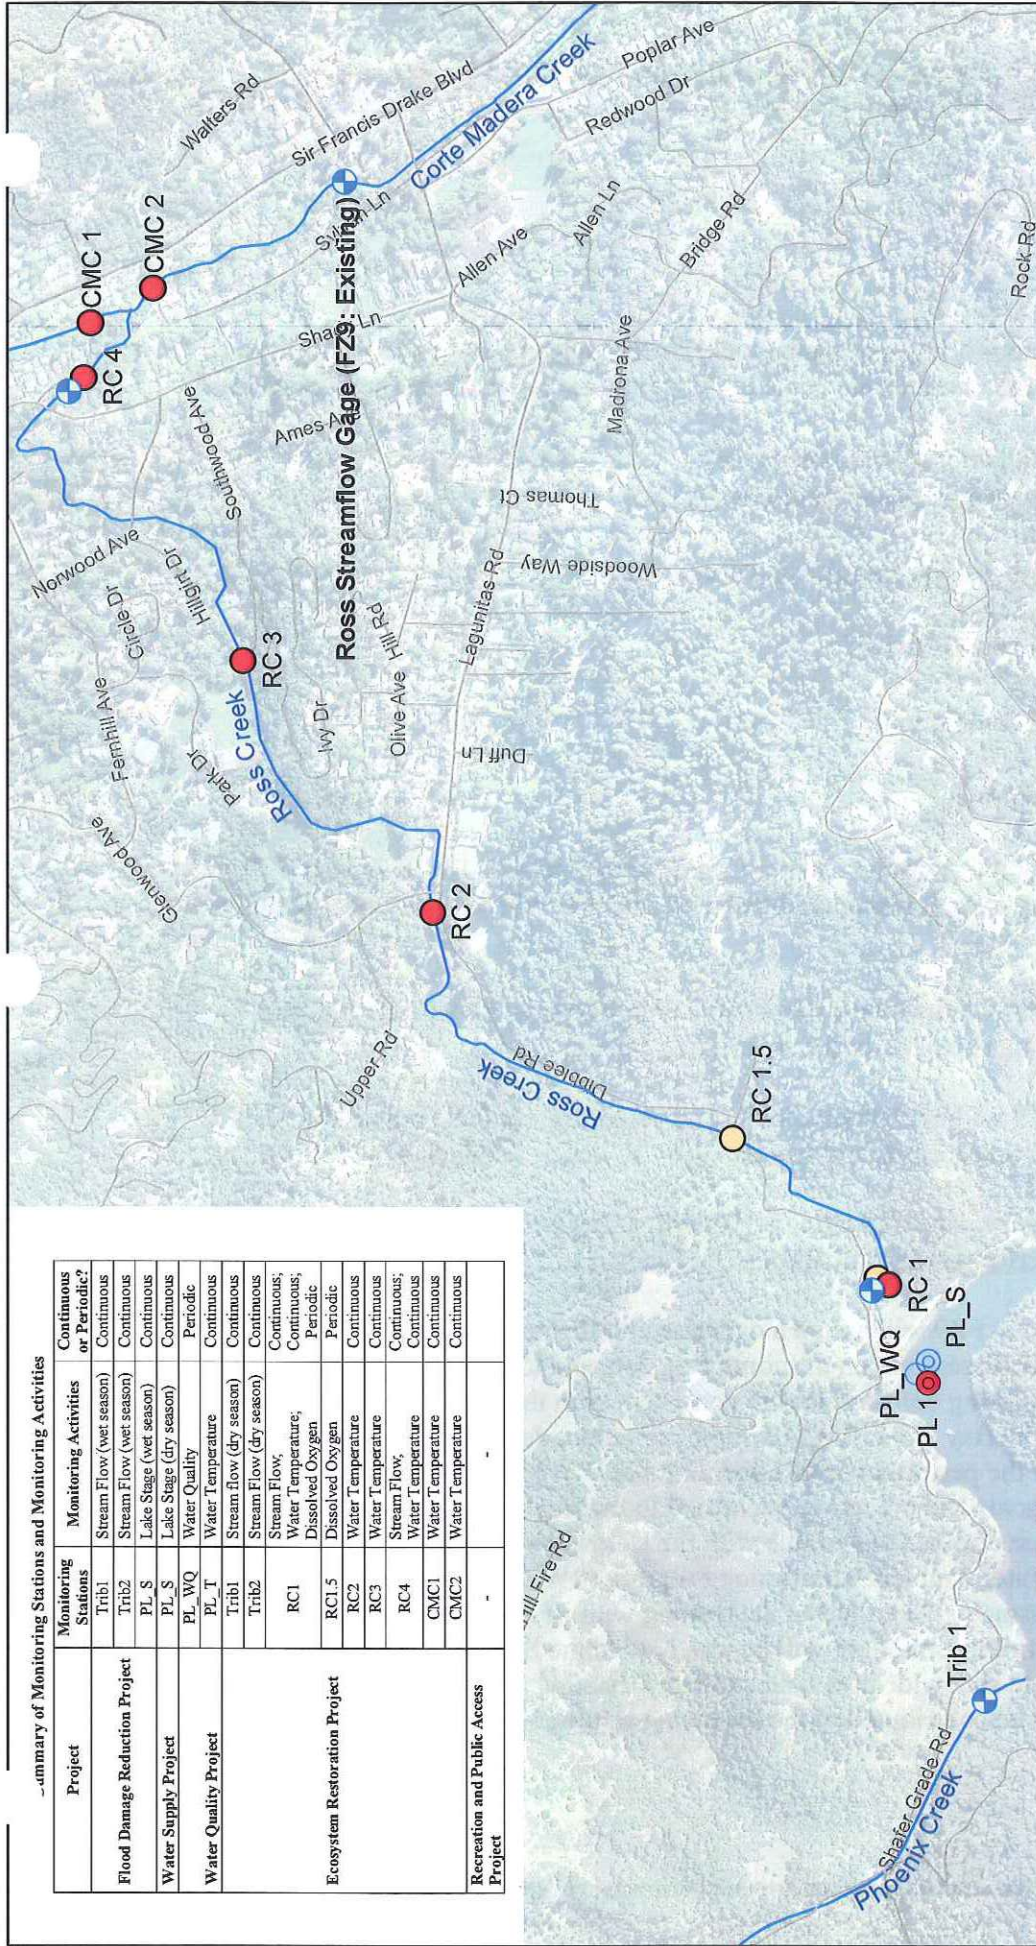 Summary of Monitoring Stations and Monitoring Activities
Project Monitoring Stations Monitoring Activities Continuous or Periodic?
Flood Damage Reduction Project Trib1 Stream Flow (wet season) Continuous
Trib2 Stream Flow (wet season) Continuous
PL_S Lake Stage (wet season) Continuous
Water Supply Project PL_S Lake Stage (dry season) Continuous
Water Quality Project PL_WQ Water Quality Periodic
PL_T Water Temperature Continuous
Ecosystem Restoration Project Trib1 Stream flow (dry season) Continuous
Trib2 Stream Flow (dry season) Continuous
RC1 Stream Flow; Continuous;
Water Temperature; Continuous;
Dissolved Oxygen Periodic
RC1.5 Dissolved Oxygen Periodic
RC2 Water Temperature Continuous
RC3 Water Temperature Continuous
RC4 Stream Flow; Continuous;
Water Temperature Continuous
CMC1 Water Temperature Continuous
CMC2 Water Temperature Continuous
Recreation and Public Access Project - -
Walters Rd
Sir Francis Drake Blvd
Corte Madera Creek
Poplar Ave
Redwood Dr
CMC 1
CMC 2
RC 4
Sylvan Ln
Ross Streamflow Gage (FZ9: Existing)
Allen Ave
Allen Ln
Bridge Rd
Rock Rd
Shady Ln
Ames Ave
Southwood Ave
Madrona Ave
Norwood Ave
Circle Dr
Hillgirt Dr
Fernhill Ave
Park Dr
Glenwood Ave
RC 3
Ross Creek
Ivy Dr
Olive Ave
Hill Rd
Lagunitas Rd
Thomas Ct
Woodside Way
Duff Ln
RC 2
Upper Rd
Dibblee Rd
Ross Creek
RC 1.5
RC 1
PL_WQ
PL 1
PL_S
Hill Fire Rd
Trib 1
Shafer Grade Rd
Phoenix Creek